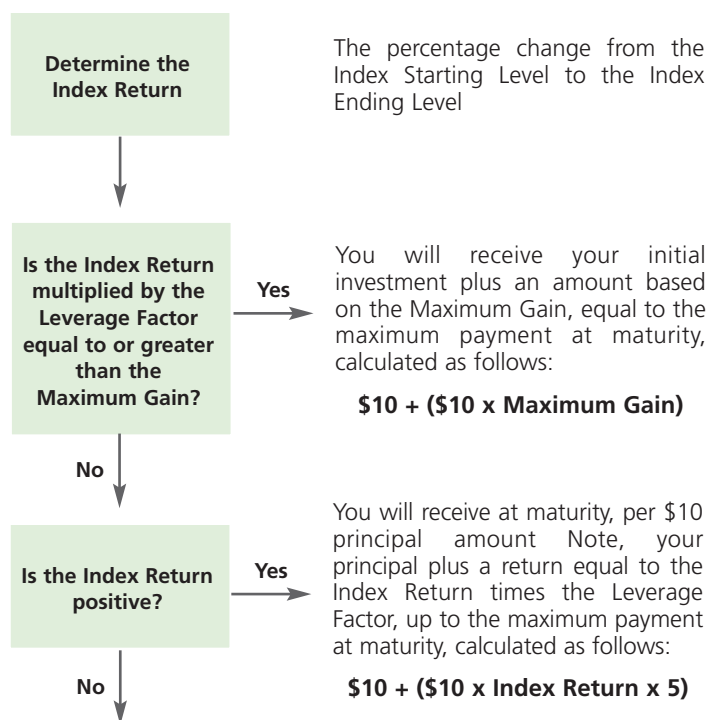 Determine the
Index Return
The percentage change from the
Index Starting Level to the Index
Ending Level
Is the Index Return
multiplied by the
Leverage Factor
equal to or greater
than the
Maximum Gain?
Yes
You will receive your initial
investment plus an amount based
on the Maximum Gain, equal to the
maximum payment at maturity,
calculated as follows:
$10 + ($10 x Maximum Gain)
No
Is the Index Return
positive?
Yes
You will receive at maturity, per $10
principal amount Note, your
principal plus a return equal to the
Index Return times the Leverage
Factor, up to the maximum payment
at maturity, calculated as follows:
$10 + ($10 x Index Return x 5)
No